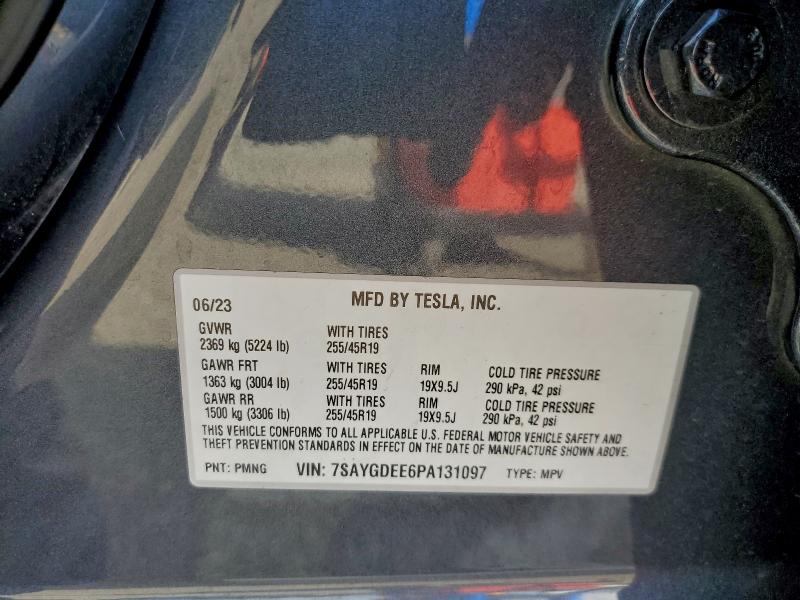 06/23 MFD BY TESLA, INC.
GVWR WITH TIRES
2369 kg (5224 lb) 255/45R19
GAWR FRT WITH TIRES RIM COLD TIRE PRESSURE
1363 kg (3004 lb) 255/45R19 19X9.5J 290 kPa, 42 psi
GAWR RR WITH TIRES RIM COLD TIRE PRESSURE
1500 kg (3306 lb) 255/45R19 19X9.5J 290 kPa, 42 psi
THIS VEHICLE CONFORMS TO ALL APPLICABLE U.S. FEDERAL MOTOR VEHICLE SAFETY AND
THEFT PREVENTION STANDARDS IN EFFECT ON THE DATE OF MANUFACTURE SHOWN ABOVE.
PNT: PMNG VIN: 7SAYGDEE6PA131097 TYPE: MPV